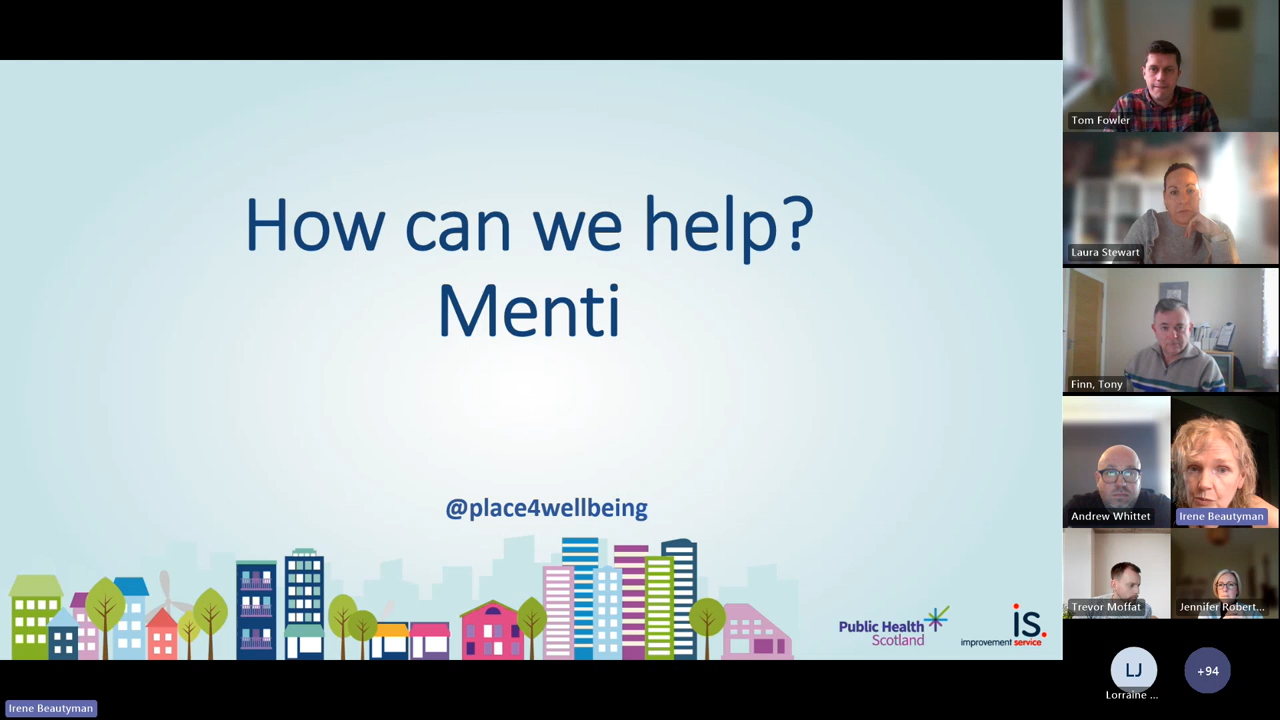 How can we help?
Menti
@place4wellbeing
Public Health
Scotland
is.
improvement service
Irene Beautyman
Tom Fowler
Laura Stewart
Finn, Tony
Andrew Whittet
Irene Beautyman
Trevor Moffat
Jennifer Robert...
LJ
Lorraine ...
+94